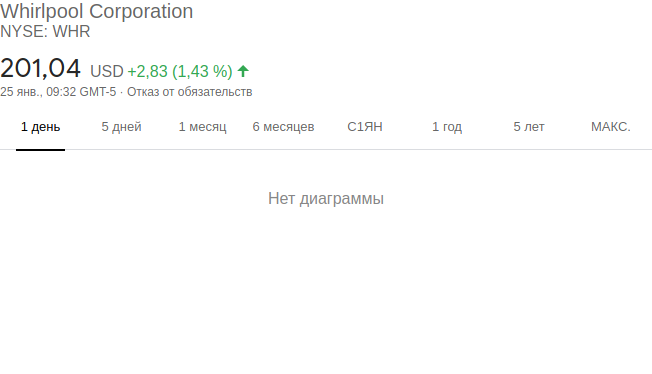 Whirlpool Corporation
NYSE: WHR
201,04 USD +2,83 (1,43 %)
25 янв., 09:32 GMT-5 · Отказ от обязательств
1 день 5 дней 1 месяц 6 месяцев С1ЯН 1 год 5 лет МАКС.
Нет диаграммы